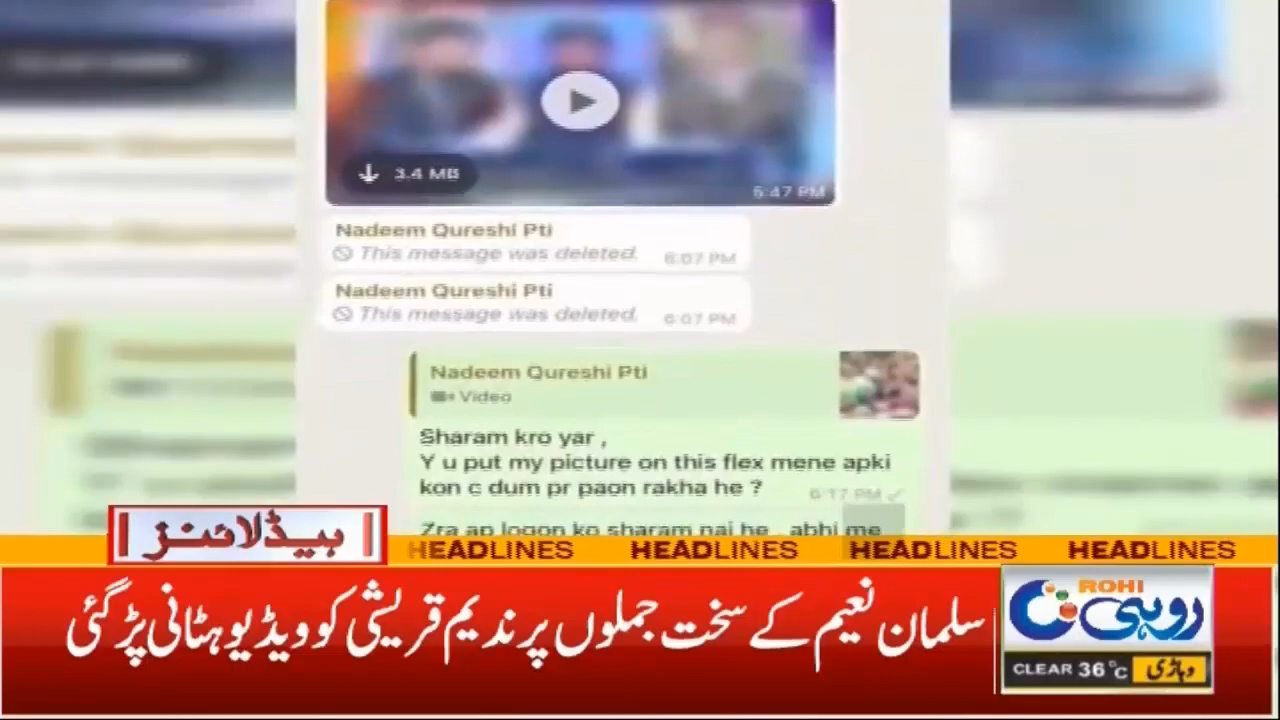 3.4 MB
5:47 PM
Nadeem Qureshi Pti
This message was deleted. 6:07 PM
Nadeem Qureshi Pti
This message was deleted. 6:07 PM
Nadeem Qureshi Pti
Video
Sharam kro yar ,
Y u put my picture on this flex mene apki
kon c dum pr paon rakha he ?
6:17 PM
Zra ap logon ko sharam nai he , abhi me
ہیڈلائنز
HEADLINES HEADLINES HEADLINES HEADLINES
سلمان نعیم کے سخت جملوں پر ندیم قریشی کو ویڈیو ہٹانی پڑ گئی
ROHI
روہی
CLEAR 36°C وہاڑی